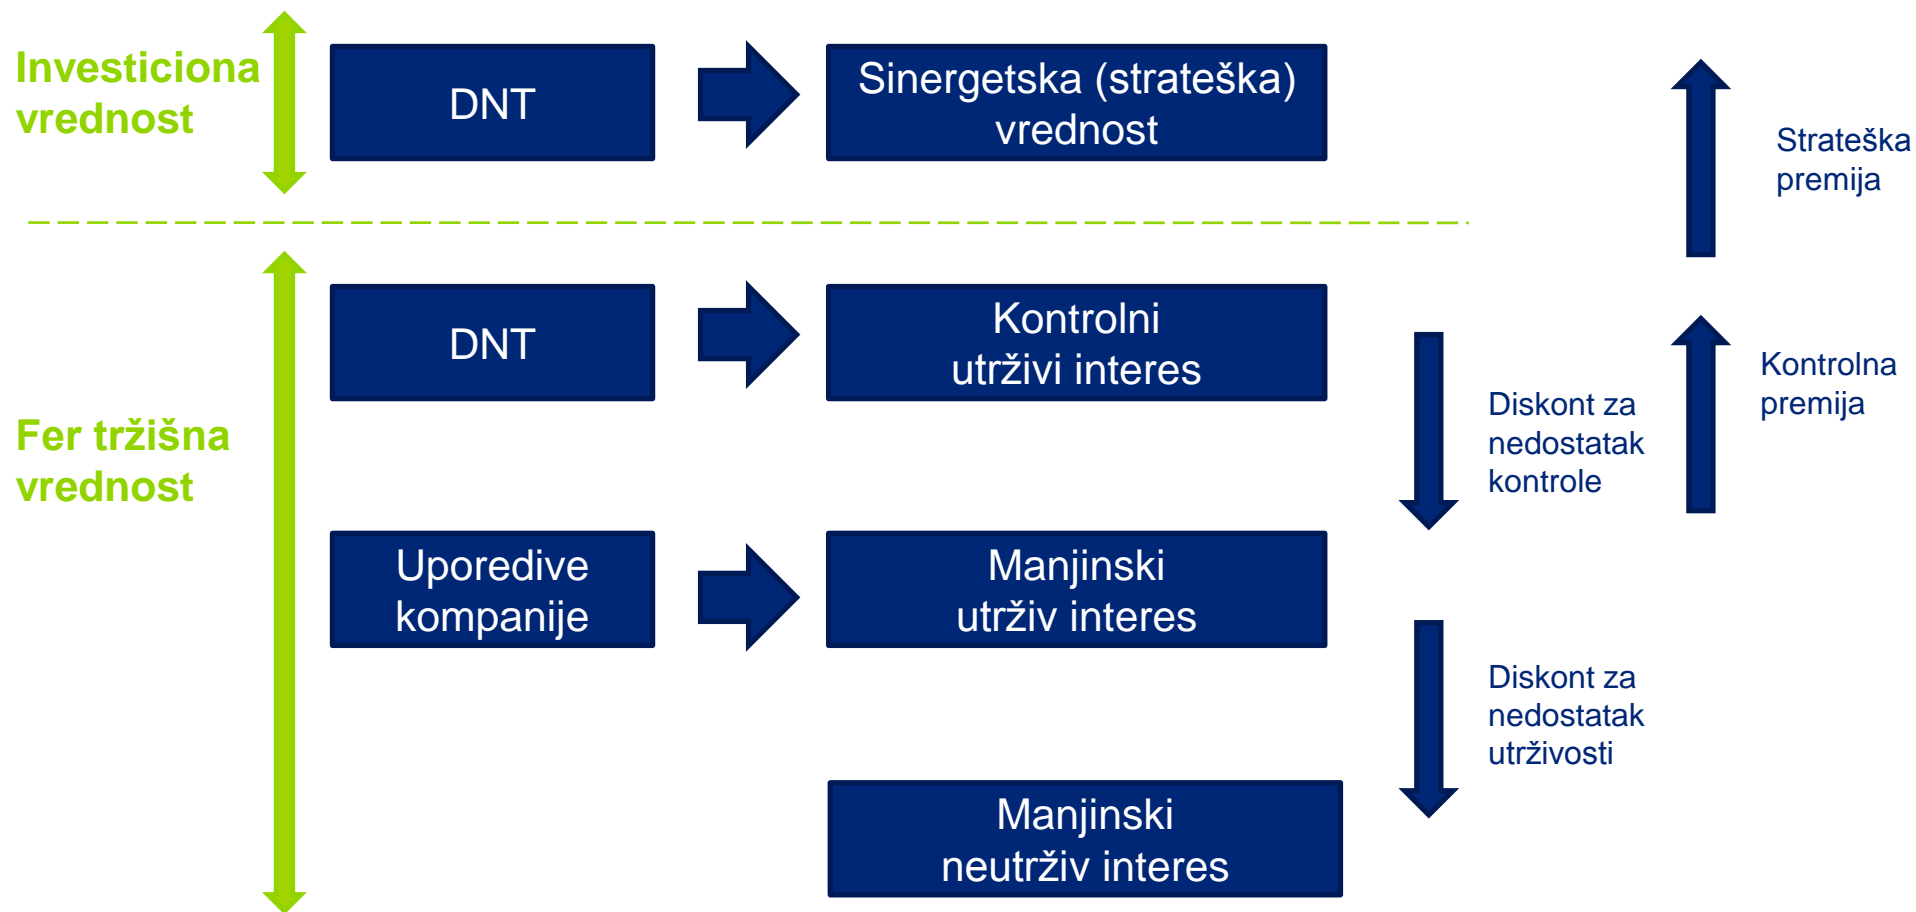 Investiciona
vrednost
DNT
Sinergetska (strateška)
vrednost
Strateška
premija
Fer tržišna
vrednost
DNT
Kontrolni
utrživi interes
Diskont za
nedostatak
kontrole
Kontrolna
premija
Uporedive
kompanije
Manjinski
utrživ interes
Diskont za
nedostatak
utrživosti
Manjinski
neutrživ interes